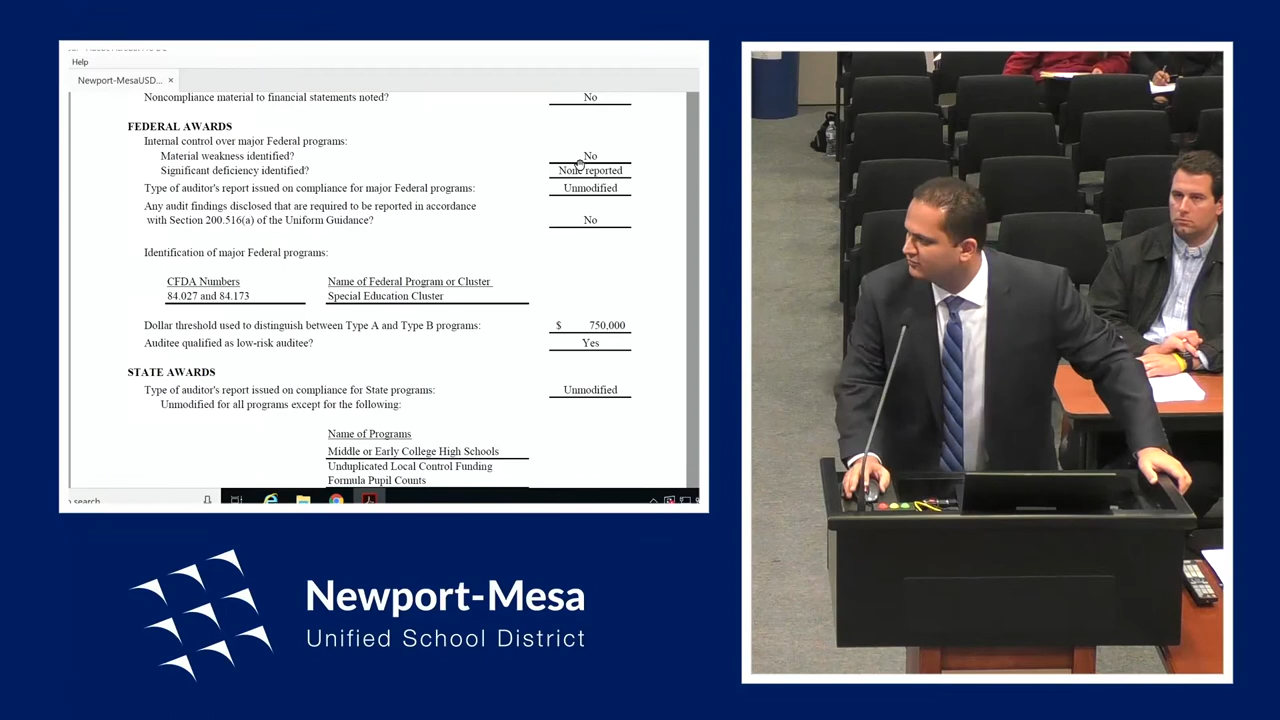 Help
Newport-MesaUSD... ×
Noncompliance material to financial statements noted? No
FEDERAL AWARDS
Internal control over major Federal programs:
Material weakness identified? No
Significant deficiency identified? None reported
Type of auditor's report issued on compliance for major Federal programs: Unmodified
Any audit findings disclosed that are required to be reported in accordance
with Section 200.516(a) of the Uniform Guidance? No
Identification of major Federal programs:
CFDA Numbers Name of Federal Program or Cluster
84.027 and 84.173 Special Education Cluster
Dollar threshold used to distinguish between Type A and Type B programs: $ 750,000
Auditee qualified as low-risk auditee? Yes
STATE AWARDS
Type of auditor's report issued on compliance for State programs: Unmodified
Unmodified for all programs except for the following:
Name of Programs
Middle or Early College High Schools
Unduplicated Local Control Funding
Formula Pupil Counts
search
Newport-Mesa
Unified School District